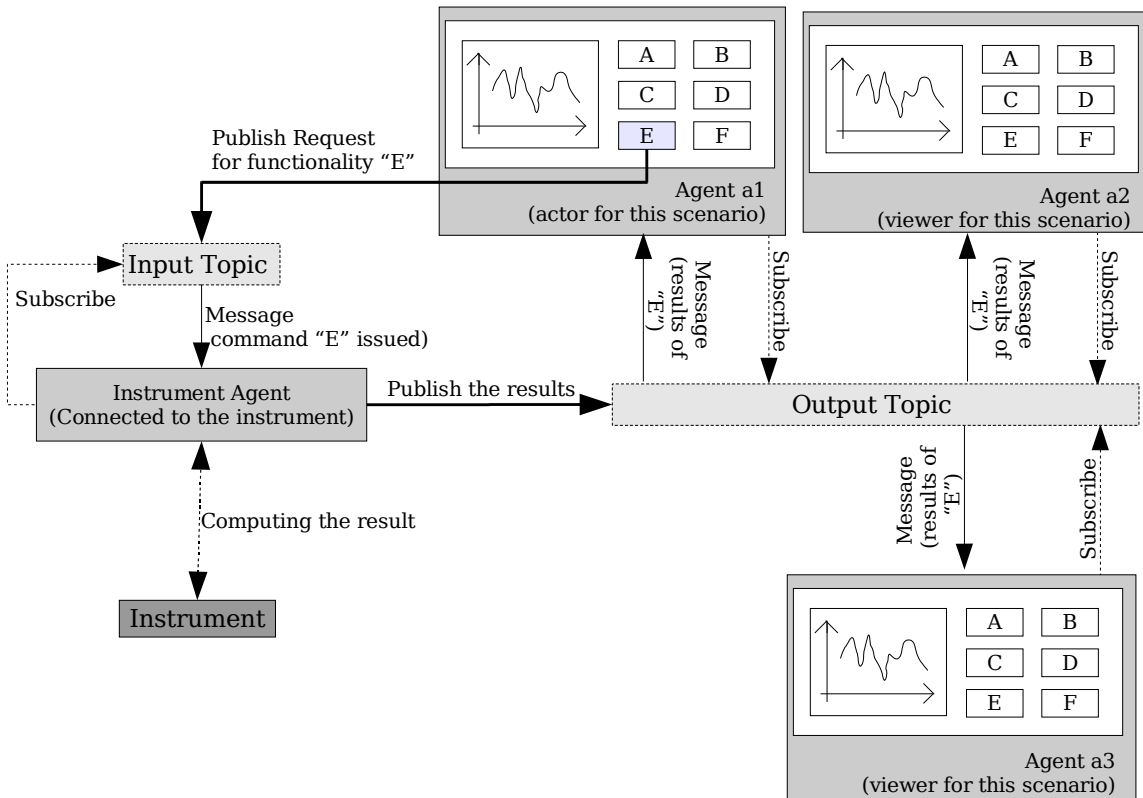 A
B
C
D
E
F
Agent a1
(actor for this scenario)
A
B
C
D
E
F
Agent a2
(viewer for this scenario)
Publish Request
for functionality “E”
Input Topic
Subscribe
Message
command “E” issued)
Instrument Agent
(Connected to the instrument)
Publish the results
Computing the result
Instrument
Message
(results of
“E”)
Subscribe
Message
(results of
“E”)
Subscribe
Output Topic
Message
(results of
“E”)
Subscribe
A
B
C
D
E
F
Agent a3
(viewer for this scenario)